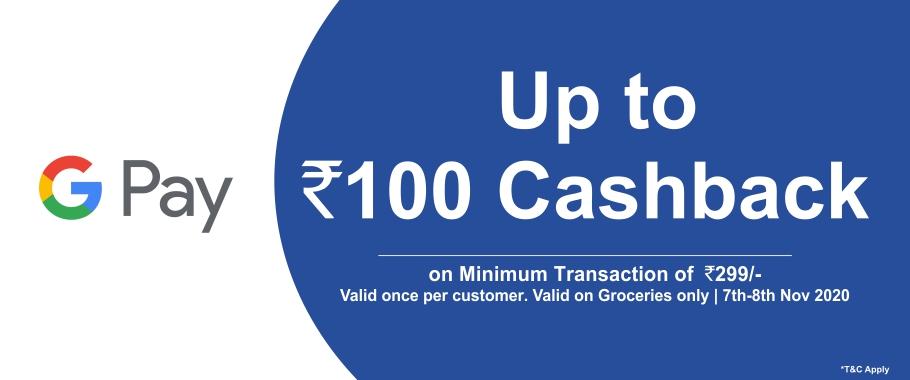 G Pay
Up to
₹100 Cashback
on Minimum Transaction of ₹299/-
Valid once per customer. Valid on Groceries only | 7th-8th Nov 2020
*T&C Apply